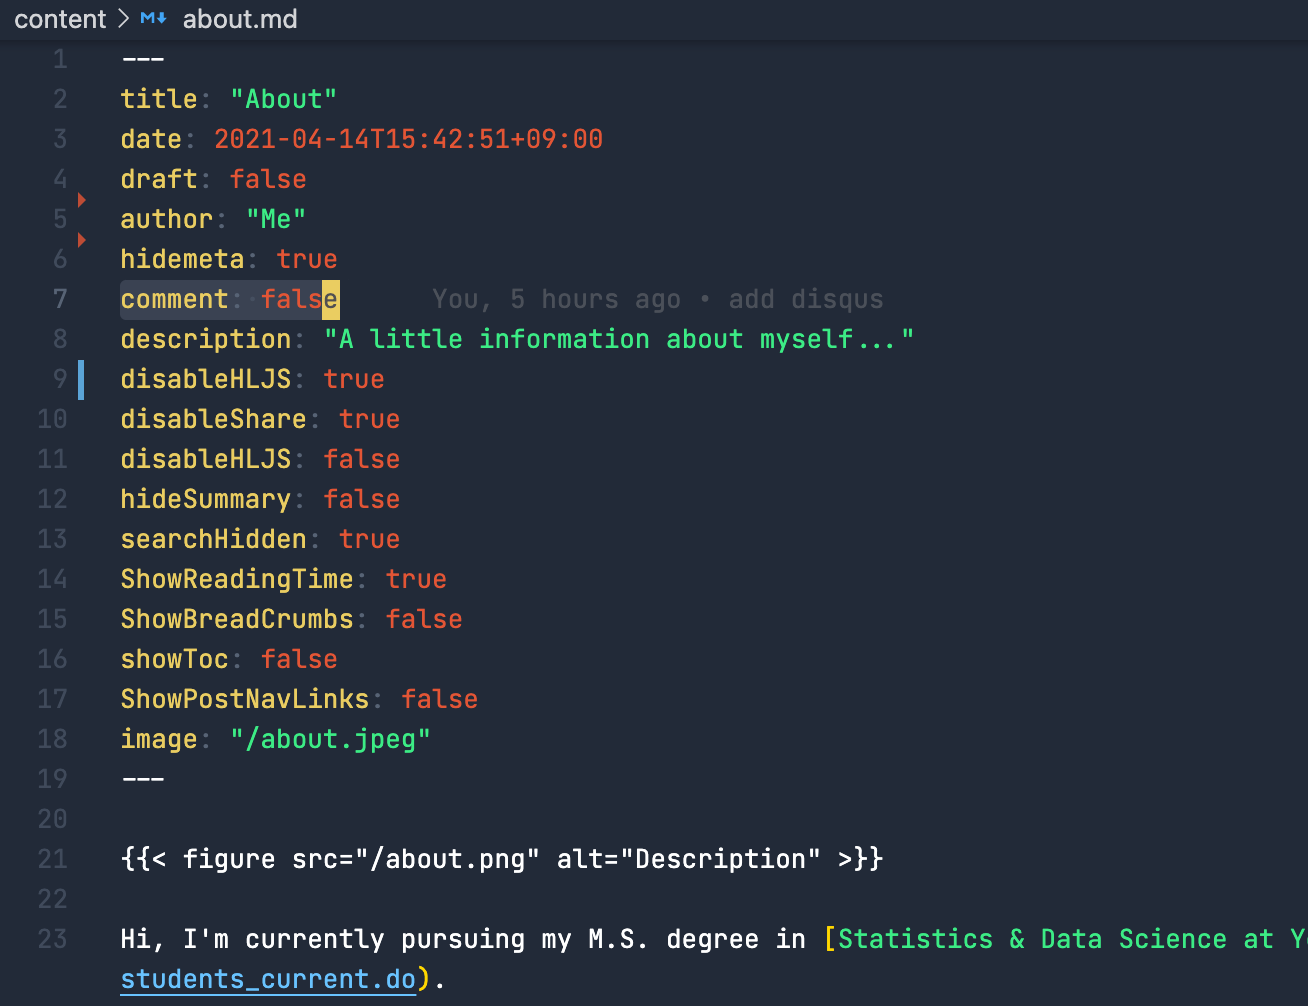 content > M↓ about.md
1 ---
2 title: "About"
3 date: 2021-04-14T15:42:51+09:00
4 draft: false
5 author: "Me"
6 hidemeta: true
7 comment: false You, 5 hours ago • add disqus
8 description: "A little information about myself..."
9 disableHLJS: true
10 disableShare: true
11 disableHLJS: false
12 hideSummary: false
13 searchHidden: true
14 ShowReadingTime: true
15 ShowBreadCrumbs: false
16 showToc: false
17 ShowPostNavLinks: false
18 image: "/about.jpeg"
19 ---
20
21 {{< figure src="/about.png" alt="Description" >}}
22
23 Hi, I'm currently pursuing my M.S. degree in [Statistics & Data Science at
students_current.do).